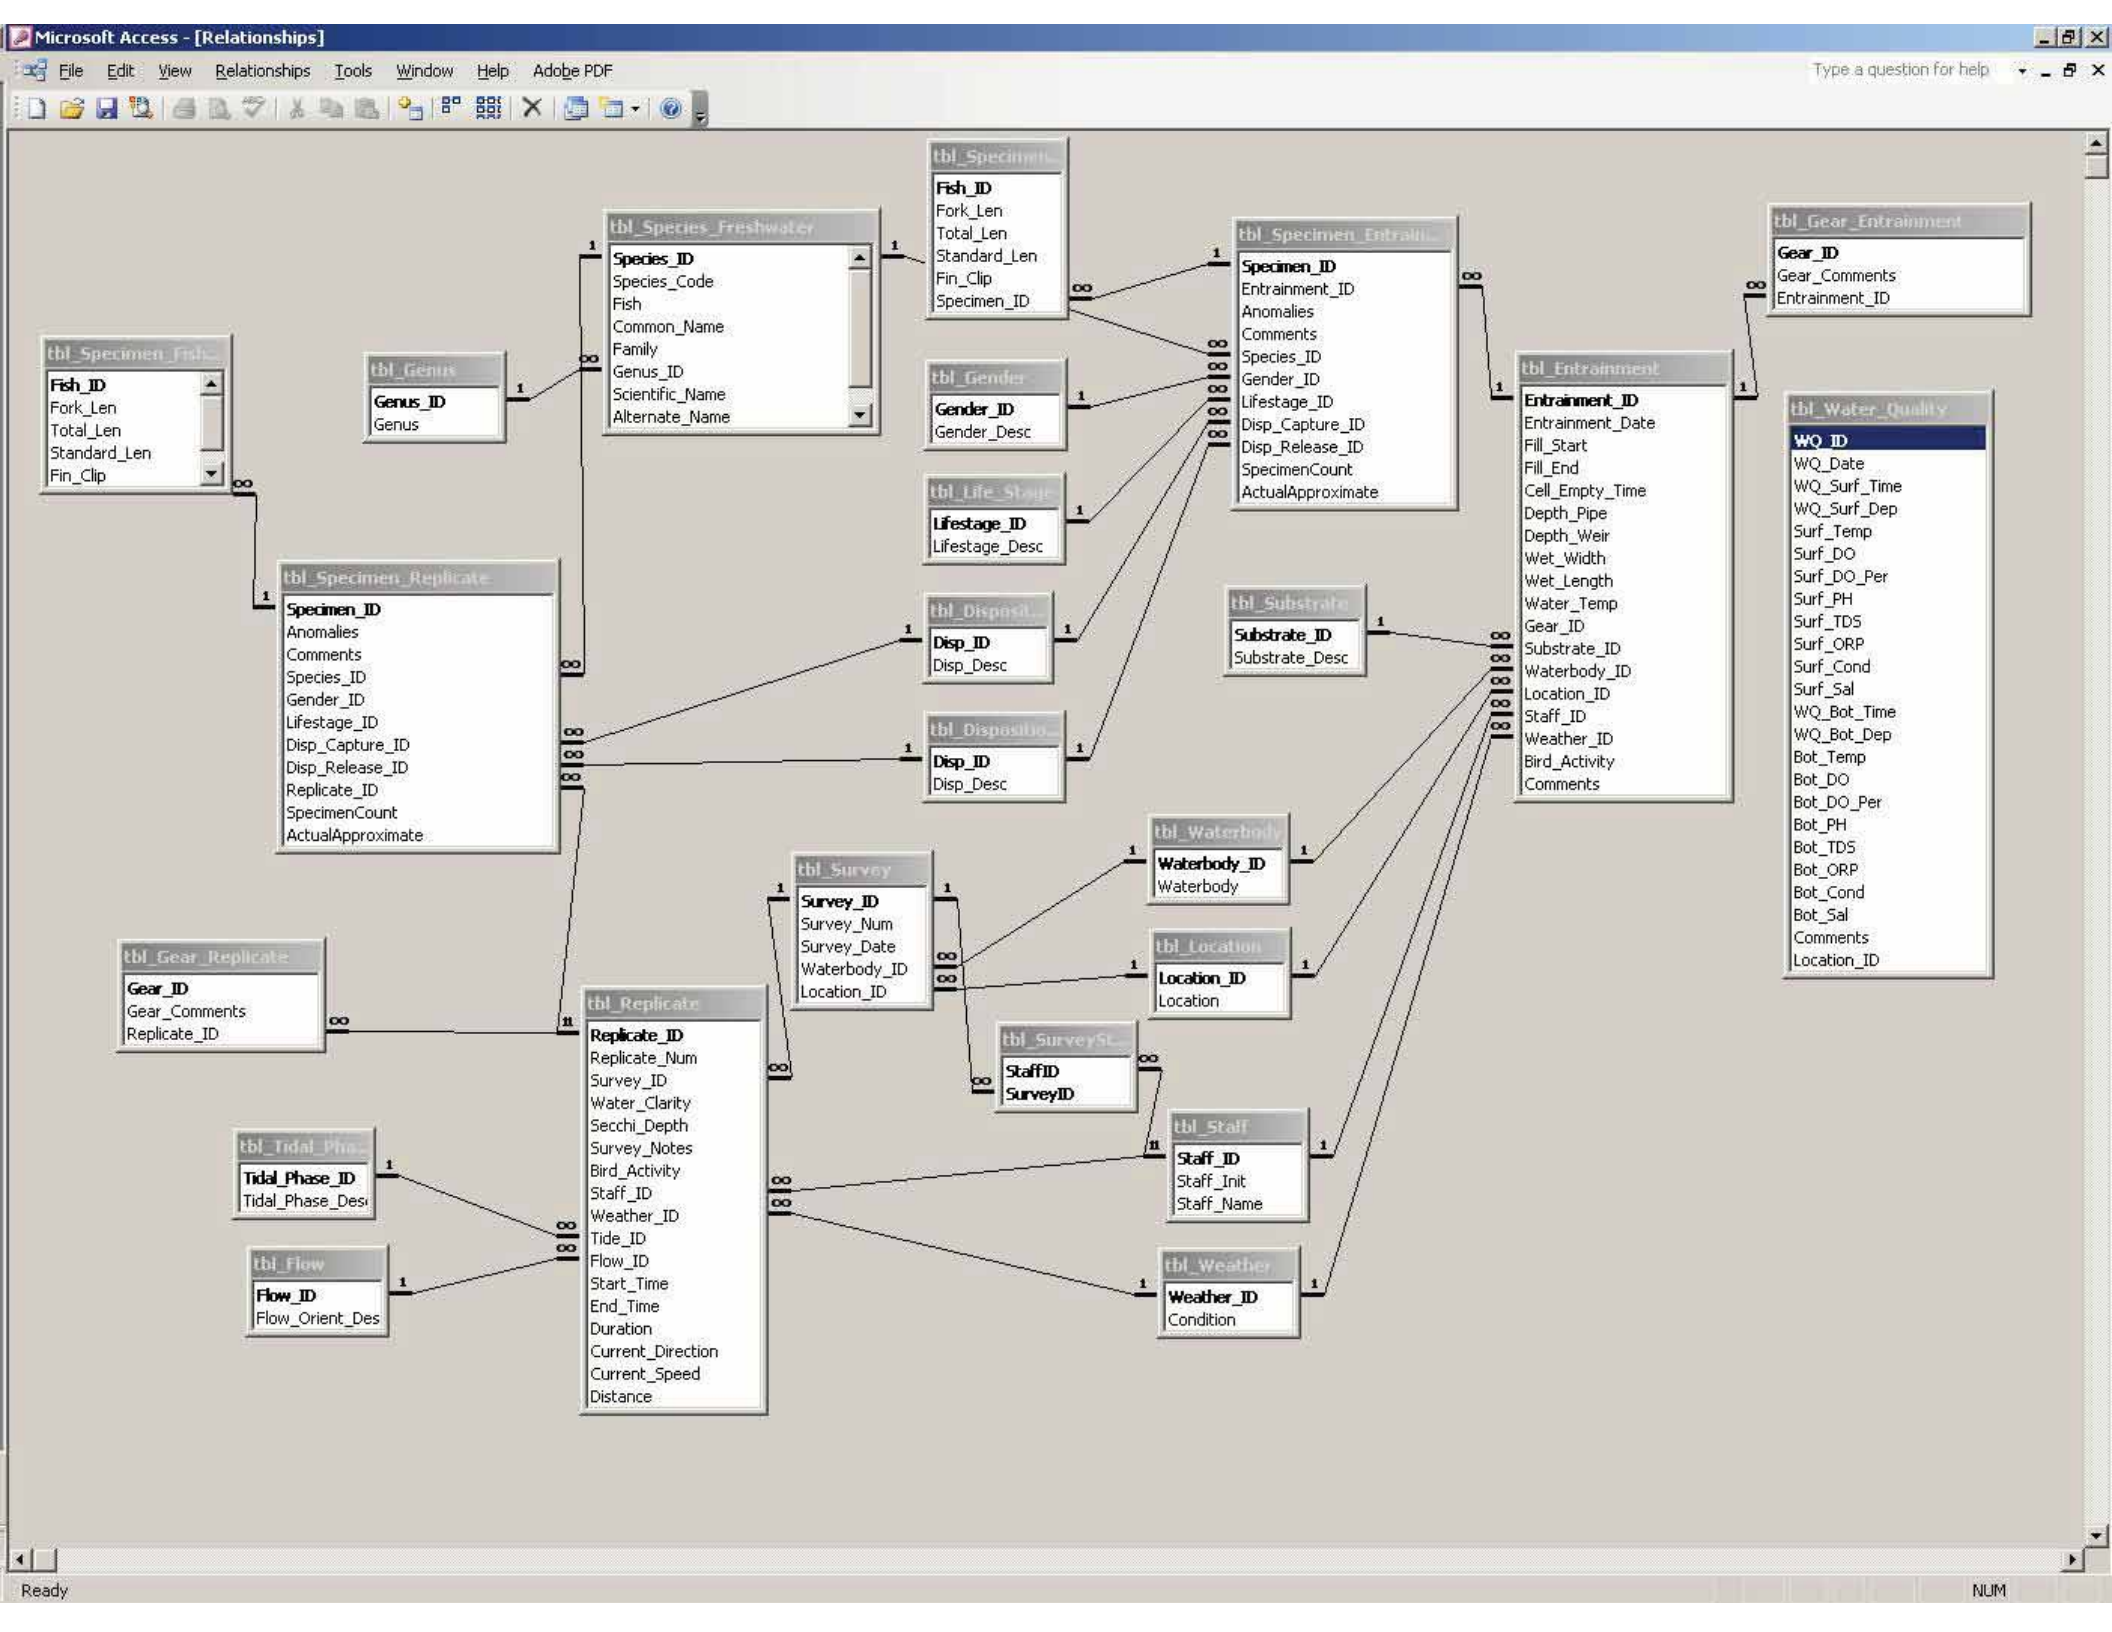 Microsoft Access - [Relationships]
File Edit View Relationships Tools Window Help Adobe PDF
Type a question for help
tbl_Specimen_Fish...
Fish_ID
Fork_Len
Total_Len
Standard_Len
Fin_Clip
tbl_Genus
Genus_ID
Genus
tbl_Species_Freshwater
Species_ID
Species_Code
Fish
Common_Name
Family
Genus_ID
Scientific_Name
Alternate_Name
tbl_Specimen...
Fish_ID
Fork_Len
Total_Len
Standard_Len
Fin_Clip
Specimen_ID
tbl_Gender
Gender_ID
Gender_Desc
tbl_Life_Stage
Lifestage_ID
Lifestage_Desc
tbl_Disposit...
Disp_ID
Disp_Desc
tbl_Dispositio...
Disp_ID
Disp_Desc
tbl_Specimen_Entrain...
Specimen_ID
Entrainment_ID
Anomalies
Comments
Species_ID
Gender_ID
Lifestage_ID
Disp_Capture_ID
Disp_Release_ID
SpecimenCount
ActualApproximate
tbl_Gear_Entrainment
Gear_ID
Gear_Comments
Entrainment_ID
tbl_Entrainment
Entrainment_ID
Entrainment_Date
Fill_Start
Fill_End
Cell_Empty_Time
Depth_Pipe
Depth_Weir
Wet_Width
Wet_Length
Water_Temp
Gear_ID
Substrate_ID
Waterbody_ID
Location_ID
Staff_ID
Weather_ID
Bird_Activity
Comments
tbl_Water_Quality
WQ_ID
WQ_Date
WQ_Surf_Time
WQ_Surf_Dep
Surf_Temp
Surf_DO
Surf_DO_Per
Surf_PH
Surf_TDS
Surf_ORP
Surf_Cond
Surf_Sal
WQ_Bot_Time
WQ_Bot_Dep
Bot_Temp
Bot_DO
Bot_DO_Per
Bot_PH
Bot_TDS
Bot_ORP
Bot_Cond
Bot_Sal
Comments
Location_ID
tbl_Substrate
Substrate_ID
Substrate_Desc
tbl_Specimen_Replicate
Specimen_ID
Anomalies
Comments
Species_ID
Gender_ID
Lifestage_ID
Disp_Capture_ID
Disp_Release_ID
Replicate_ID
SpecimenCount
ActualApproximate
tbl_Survey
Survey_ID
Survey_Num
Survey_Date
Waterbody_ID
Location_ID
tbl_Waterbody
Waterbody_ID
Waterbody
tbl_Location
Location_ID
Location
tbl_Gear_Replicate
Gear_ID
Gear_Comments
Replicate_ID
tbl_Replicate
Replicate_ID
Replicate_Num
Survey_ID
Water_Clarity
Secchi_Depth
Survey_Notes
Bird_Activity
Staff_ID
Weather_ID
Tide_ID
Flow_ID
Start_Time
End_Time
Duration
Current_Direction
Current_Speed
Distance
tbl_SurveySt...
StaffID
SurveyID
tbl_Staff
Staff_ID
Staff_Init
Staff_Name
tbl_Tidal_Pha...
Tidal_Phase_ID
Tidal_Phase_Des
tbl_Flow
Flow_ID
Flow_Orient_Des
tbl_Weather
Weather_ID
Condition
Ready
NUM